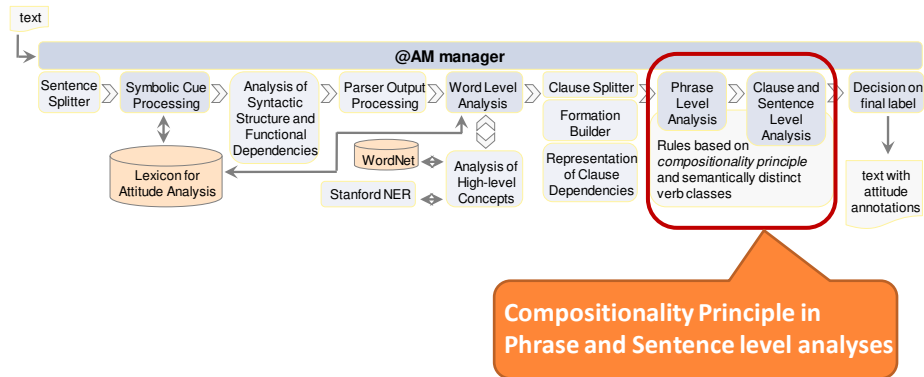 text
@AM manager
Sentence
Splitter
Symbolic Cue
Processing
Analysis of
Syntactic
Structure and
Functional
Dependencies
Parser Output
Processing
Word Level
Analysis
Clause Splitter
Formation
Builder
Representation
of Clause
Dependencies
Phrase
Level
Analysis
Clause and
Sentence
Level
Analysis
Decision on
final label
Rules based on
compositionality principle
and semantically distinct
verb classes
Lexicon for
Attitude Analysis
WordNet
Stanford NER
Analysis of
High-level
Concepts
text with
attitude
annotations
Compositionality Principle in
Phrase and Sentence level analyses